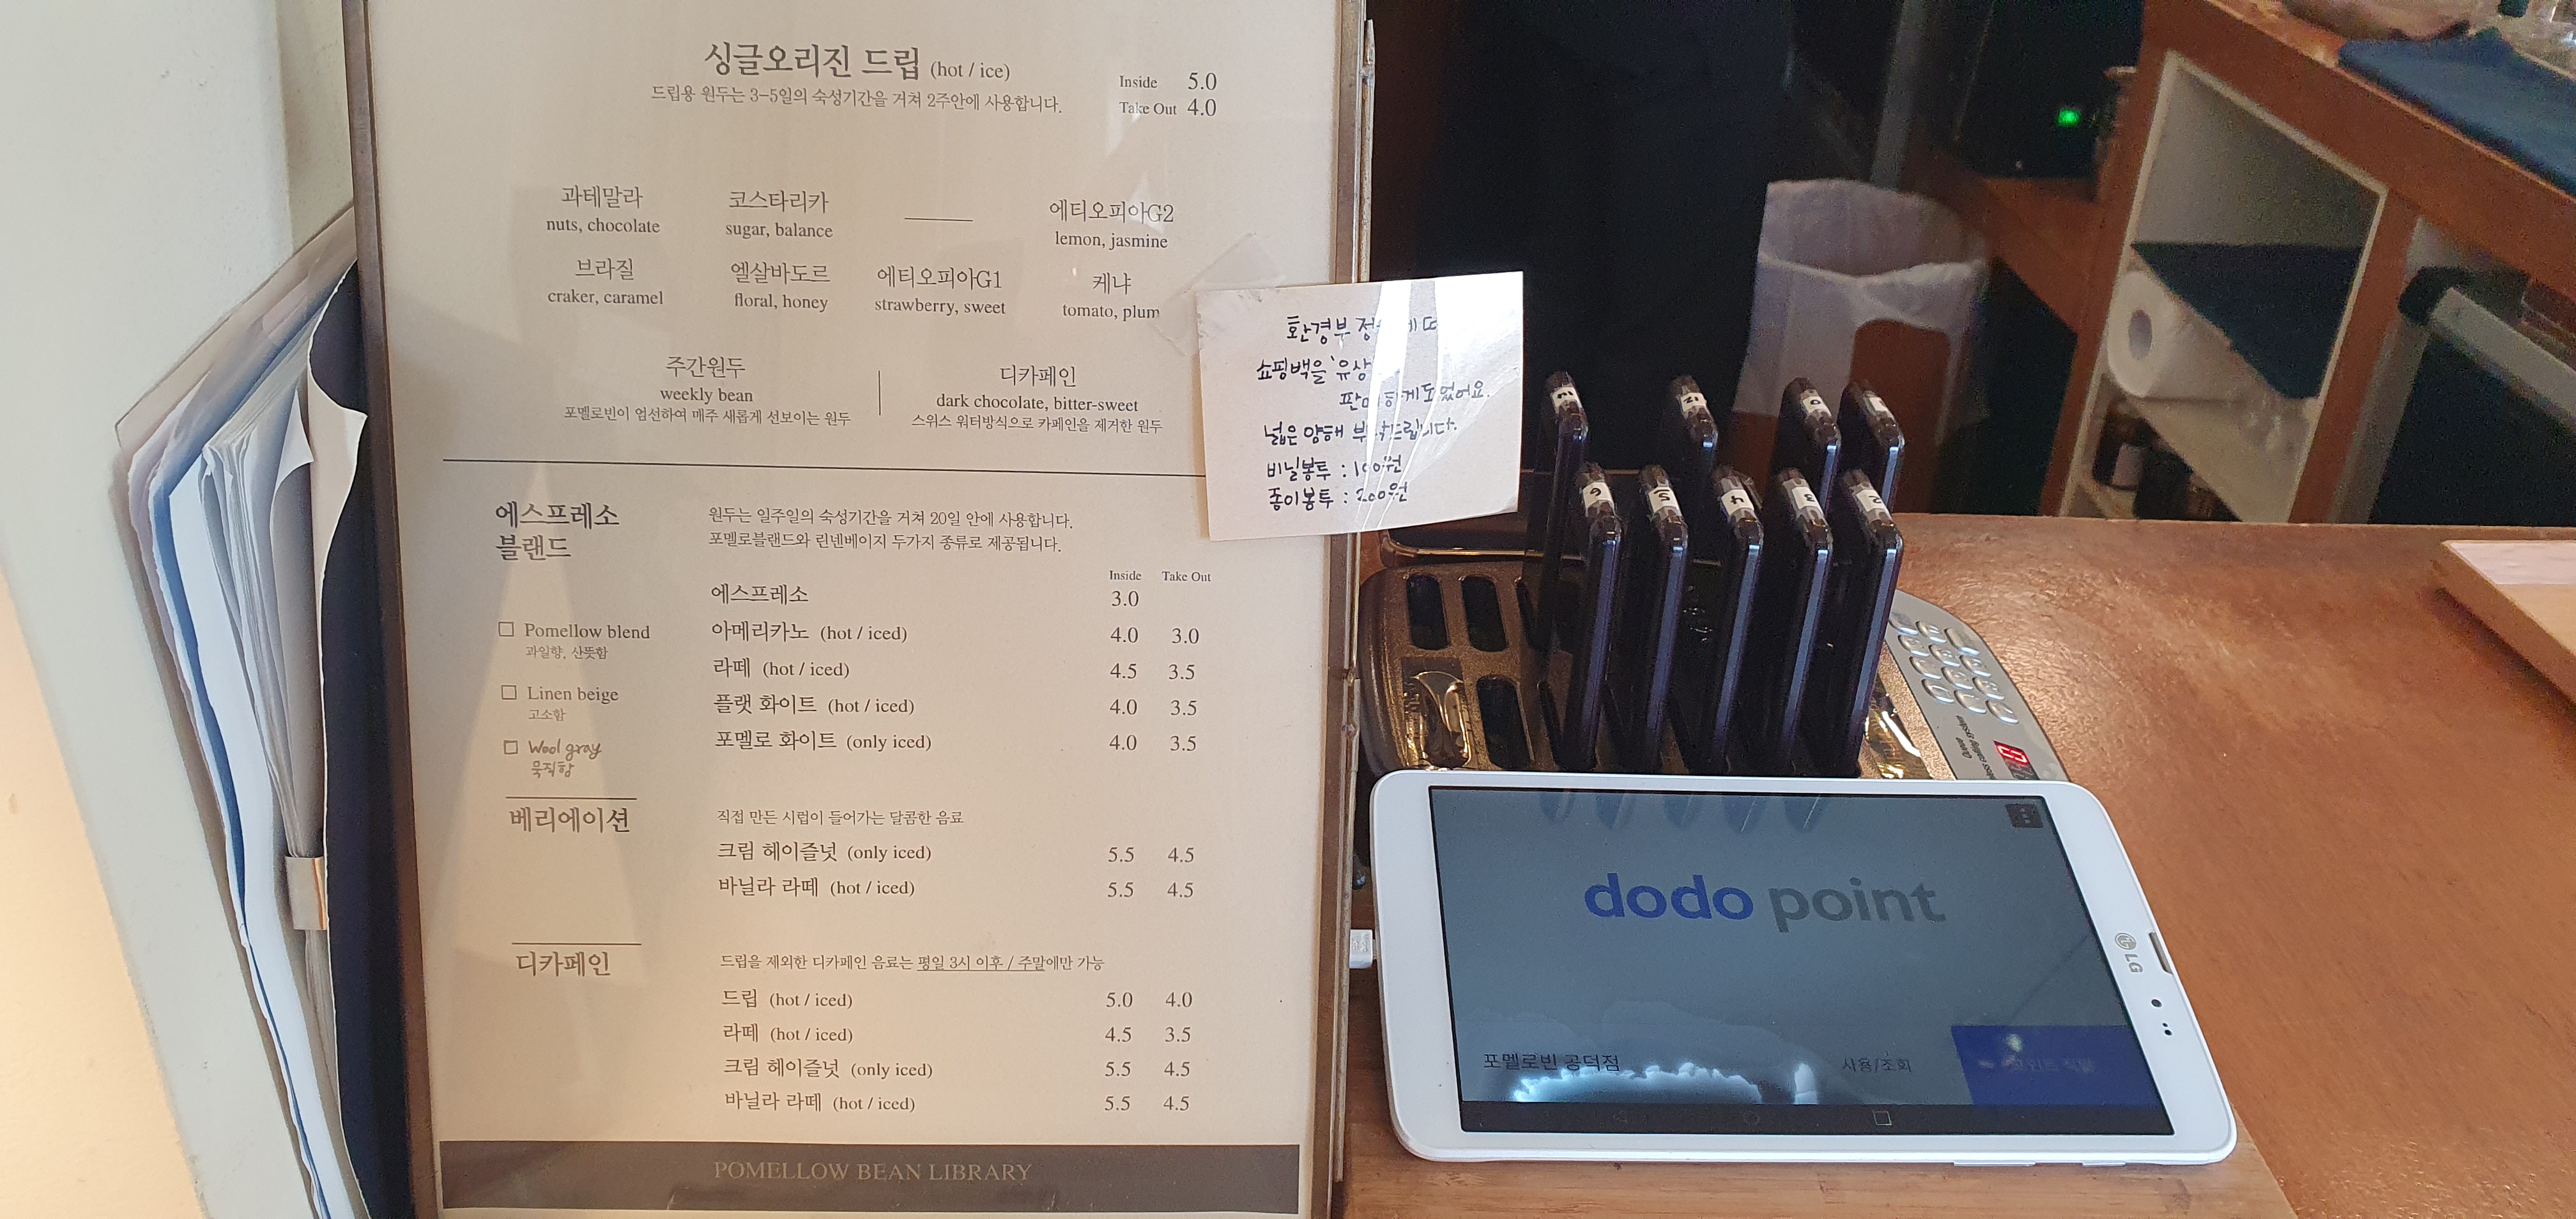 싱글오리진 드립 (hot / ice)
드립용 원두는 3-5일의 숙성기간을 거쳐 2주안에 사용합니다.
Inside 5.0
Take Out 4.0
과테말라
nuts, chocolate
코스타리카
sugar, balance
에티오피아G2
lemon, jasmine
브라질
craker, caramel
엘살바도르
floral, honey
에티오피아G1
strawberry, sweet
케냐
tomato, plum
주간원두
weekly bean
포멜로빈이 엄선하여 매주 새롭게 선보이는 원두
디카페인
dark chocolate, bitter-sweet
스위스 워터방식으로 카페인을 제거한 원두
에스프레소
블랜드
원두는 일주일의 숙성기간을 거쳐 20일 안에 사용합니다.
포멜로블랜드와 린넨베이지 두가지 종류로 제공됩니다.
Pomellow blend
과일향, 산뜻함
Linen beige
고소함
Wool gray
묵직함
Inside Take Out
에스프레소 3.0
아메리카노 (hot / iced) 4.0 3.0
라떼 (hot / iced) 4.5 3.5
플랫 화이트 (hot / iced) 4.0 3.5
포멜로 화이트 (only iced) 4.0 3.5
베리에이션
직접 만든 시럽이 들어가는 달콤한 음료
크림 헤이즐넛 (only iced) 5.5 4.5
바닐라 라떼 (hot / iced) 5.5 4.5
디카페인
드립을 제외한 디카페인 음료는 평일 3시 이후 / 주말에만 가능
드립 (hot / iced) 5.0 4.0
라떼 (hot / iced) 4.5 3.5
크림 헤이즐넛 (only iced) 5.5 4.5
바닐라 라떼 (hot / iced) 5.5 4.5
POMELLOW BEAN LIBRARY
환경부
쇼핑백을 '유상
판매하게 되었어요.
넓은 양해 부탁드립니다.
비닐봉투 : 100원
종이봉투 : 200원
6
5
4
3
2
dodo point
포멜로빈 공덕점
사용/조회
LG